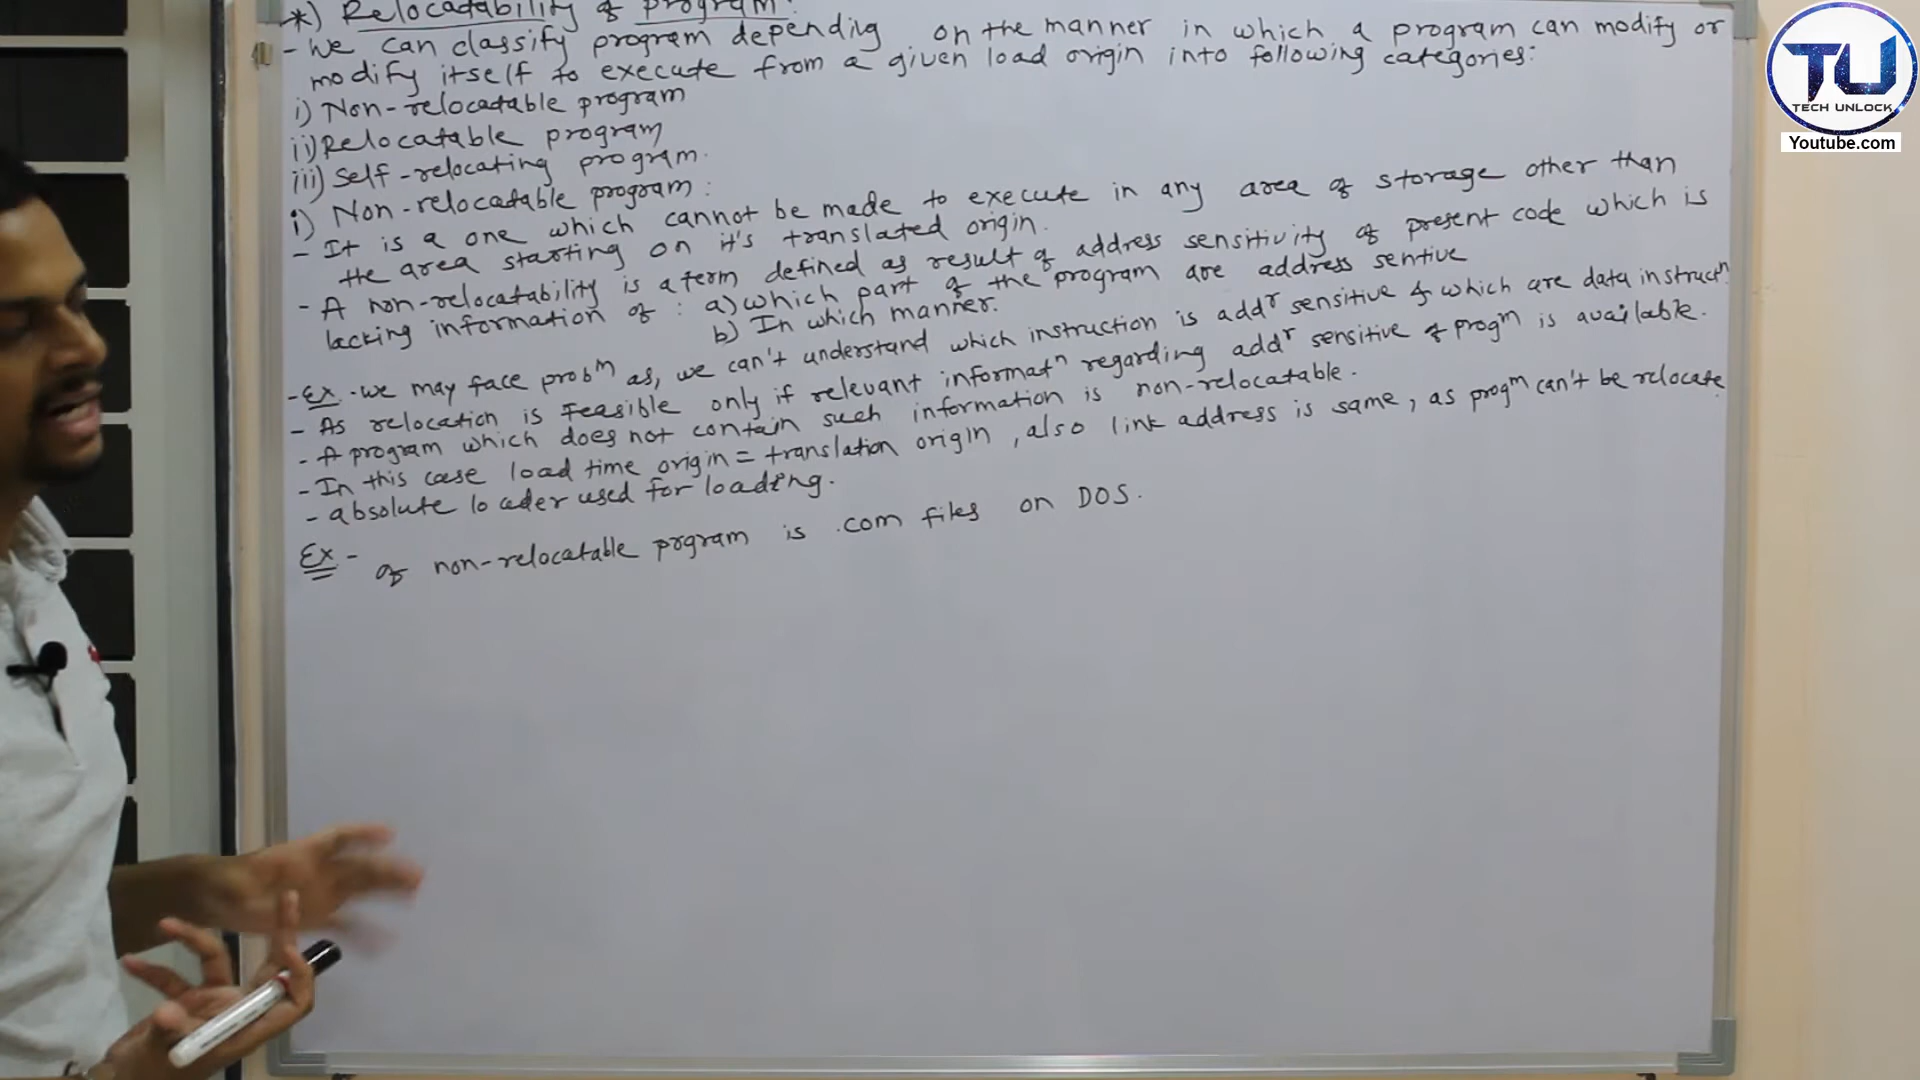 *) Relocatability of program:
- We can classify program dependig on the manner in which a program can modify or
modify itself to execute from a given load origin into following categories:
i) Non-relocatable program
ii) Relocatable program
iii) Self-relocating program.
i) Non-relocatable program:
- It is a one which cannot be made to execute in any area of storage other than
the area starting on it's translated origin.
- A non-relocatability is a term defined as result of address sensitivity of present code which is
lacking information of : a) which part of the program are address sentive
b) In which manner.
- Ex - we may face probm as, we can't understand which instruction is addr sensitive & which are data instructn.
- As relocation is Feasible only if relevant informatn regarding addr sensitive of progm is available.
- A program which does not contain such information is non-relocatable.
- In this case load time origin = translation origin, also link address is same, as progm can't be relocate.
- absolute loader used for loading.
Ex - of non-relocatable prgram is .com files on DOS.
TU
TECH UNLOCK
Youtube.com